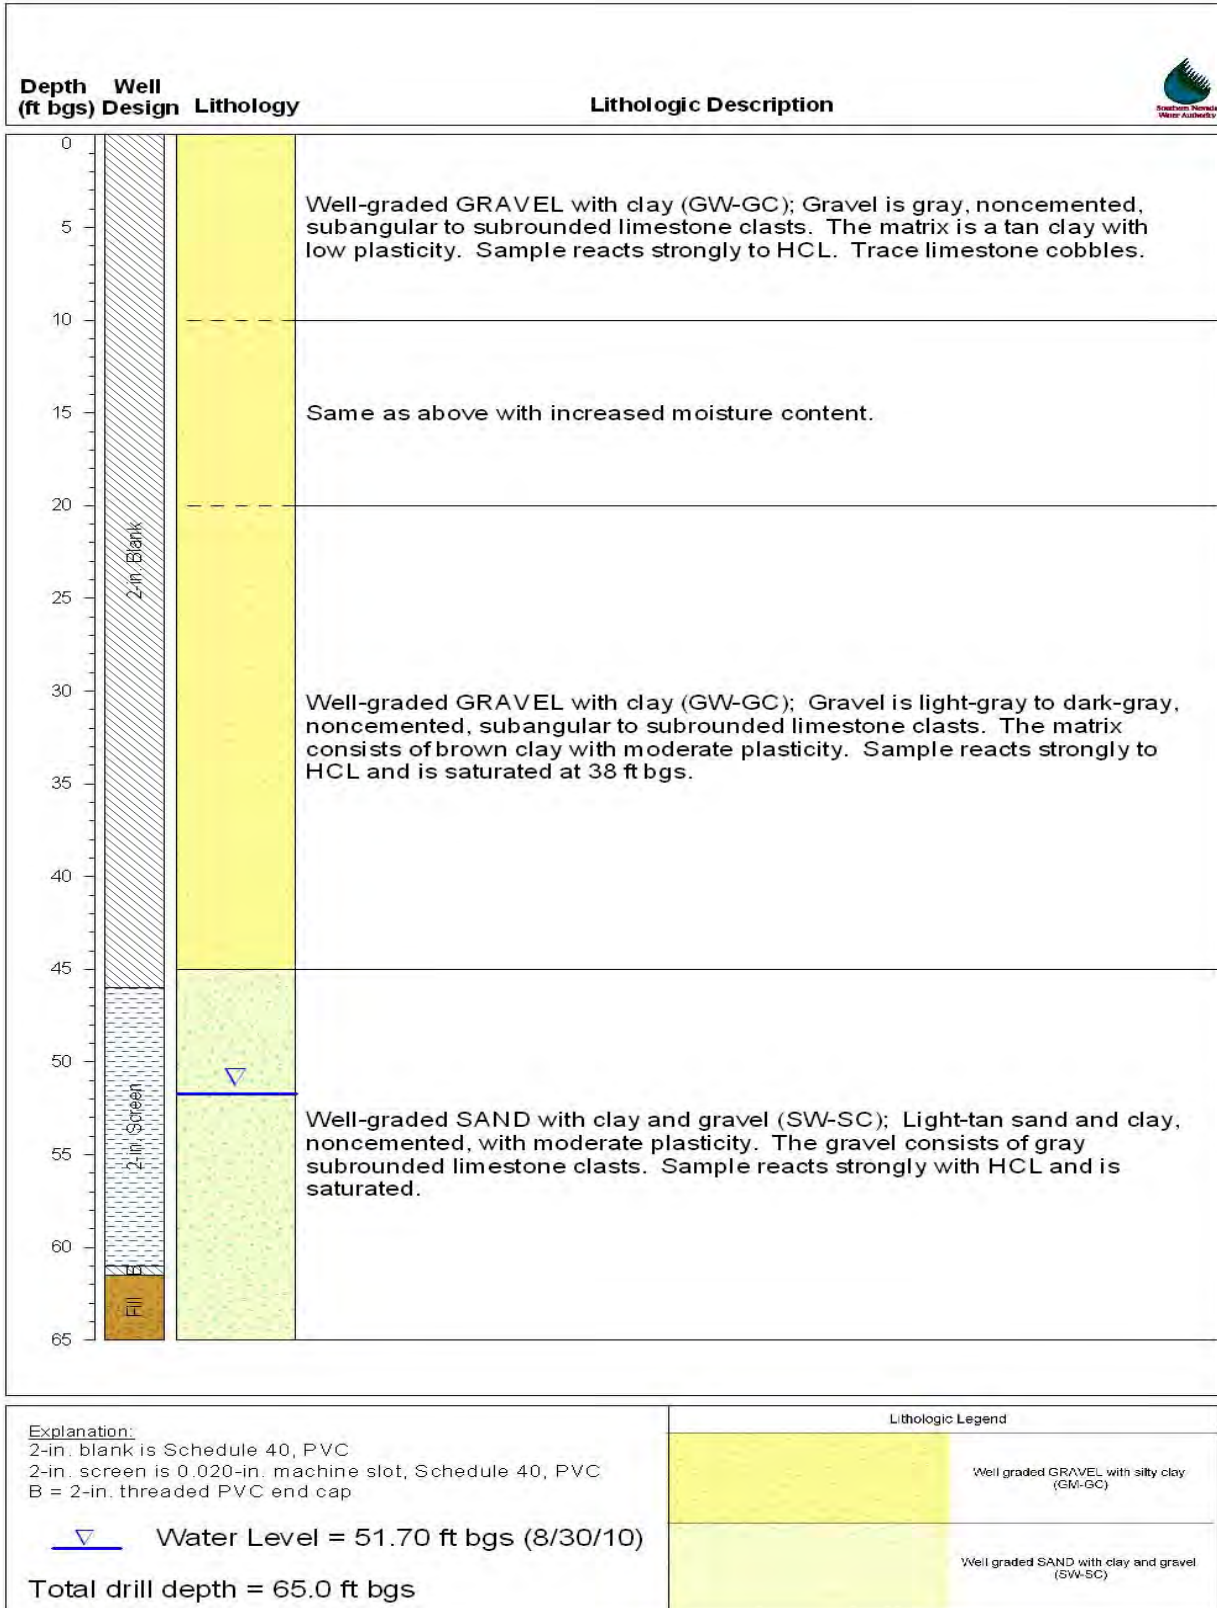 Depth Well
(ft bgs) Design Lithology Lithologic Description
Southern Nevada
Water Authority
0
Well-graded GRAVEL with clay (GW-GC); Gravel is gray, noncemented,
5
subangular to subrounded limestone clasts. The matrix is a tan clay with
low plasticity. Sample reacts strongly to HCL. Trace limestone cobbles.
10
15
Same as above with increased moisture content.
20
2-in. Blank
25
30
Well-graded GRAVEL with clay (GW-GC); Gravel is light-gray to dark-gray,
noncemented, subangular to subrounded limestone clasts. The matrix
consists of brown clay with moderate plasticity. Sample reacts strongly to
HCL and is saturated at 38 ft bgs.
35
40
45
50
2-in. Screen
Well-graded SAND with clay and gravel (SW-SC); Light-tan sand and clay,
noncemented, with moderate plasticity. The gravel consists of gray
55
subrounded limestone clasts. Sample reacts strongly with HCL and is
saturated.
60
B
Fill
65
Explanation:
2-in. blank is Schedule 40, PVC
2-in. screen is 0.020-in. machine slot, Schedule 40, PVC
B = 2-in. threaded PVC end cap
Water Level = 51.70 ft bgs (8/30/10)
Total drill depth = 65.0 ft bgs
Lithologic Legend
Well graded GRAVEL with silty clay
(GM-GC)
Well graded SAND with clay and gravel
(SW-SC)